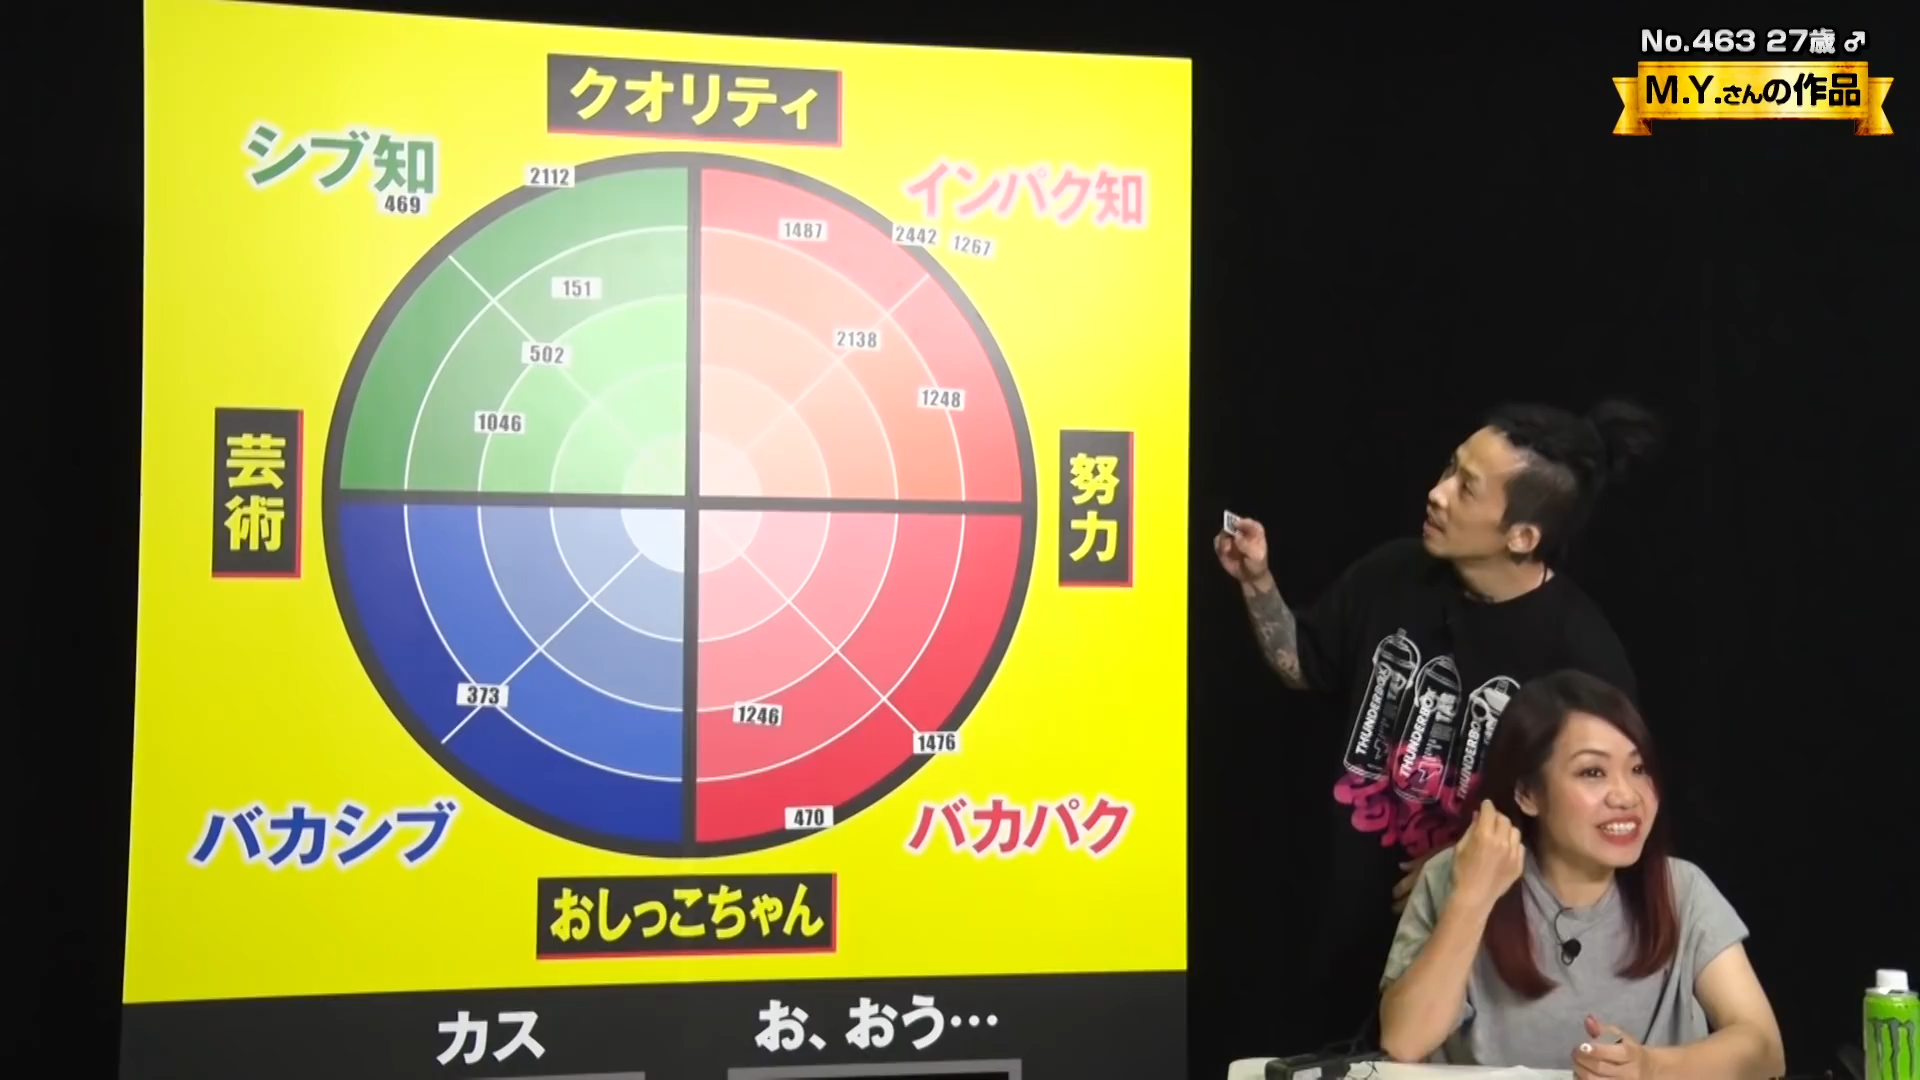 No.463 27歳 ♂
M.Y.さんの作品
クオリティ
シブ知
インパク知
2112
469
1487
2442
1267
151
2138
502
1248
1046
芸術
努力
373
1246
1476
470
バカシブ
バカパク
おしっこちゃん
カス
お、おう…
THUNDERBOX
THUNDERBOX
THUNDERBOX